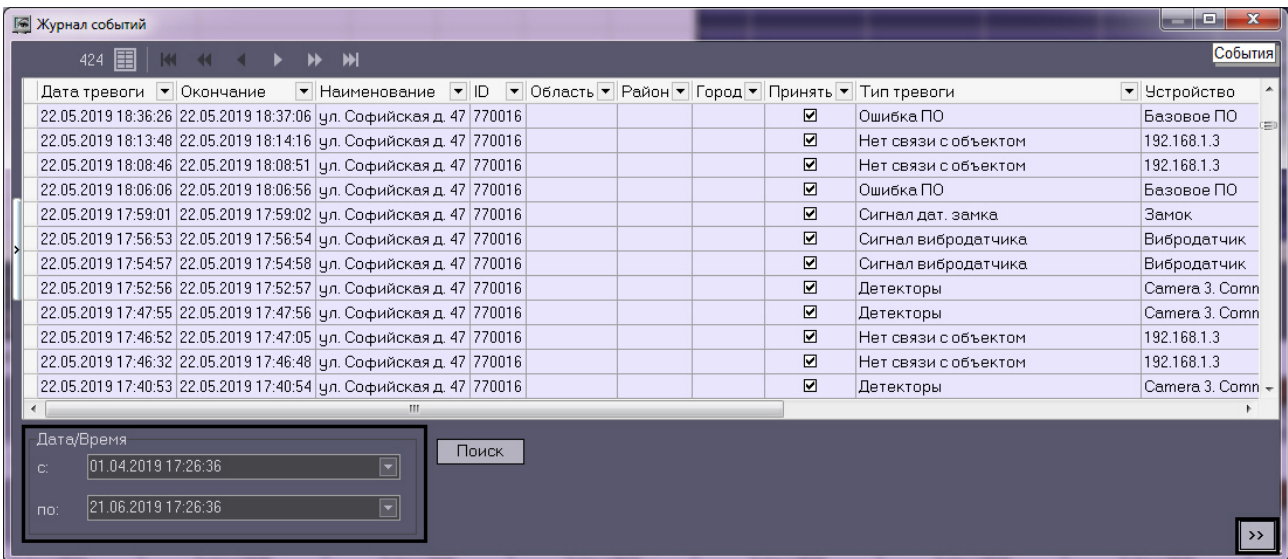 Журнал событий
424
События
Дата тревоги Окончание Наименование ID Область Район Город Принять Тип тревоги Устройство
22.05.2019 18:36:26 22.05.2019 18:37:06 ул. Софийская д. 47 770016 Ошибка ПО Базовое ПО
22.05.2019 18:13:48 22.05.2019 18:14:16 ул. Софийская д. 47 770016 Нет связи с объектом 192.168.1.3
22.05.2019 18:08:46 22.05.2019 18:08:51 ул. Софийская д. 47 770016 Нет связи с объектом 192.168.1.3
22.05.2019 18:06:06 22.05.2019 18:06:56 ул. Софийская д. 47 770016 Ошибка ПО Базовое ПО
22.05.2019 17:59:01 22.05.2019 17:59:02 ул. Софийская д. 47 770016 Сигнал дат. замка Замок
22.05.2019 17:56:53 22.05.2019 17:56:54 ул. Софийская д. 47 770016 Сигнал вибродатчика Вибродатчик
22.05.2019 17:54:57 22.05.2019 17:54:58 ул. Софийская д. 47 770016 Сигнал вибродатчика Вибродатчик
22.05.2019 17:52:56 22.05.2019 17:52:57 ул. Софийская д. 47 770016 Детекторы Camera 3. Comn
22.05.2019 17:47:55 22.05.2019 17:47:56 ул. Софийская д. 47 770016 Детекторы Camera 3. Comn
22.05.2019 17:46:52 22.05.2019 17:47:05 ул. Софийская д. 47 770016 Нет связи с объектом 192.168.1.3
22.05.2019 17:46:32 22.05.2019 17:46:48 ул. Софийская д. 47 770016 Нет связи с объектом 192.168.1.3
22.05.2019 17:40:53 22.05.2019 17:40:54 ул. Софийская д. 47 770016 Детекторы Camera 3. Comn
Дата/Время
с: 01.04.2019 17:26:36
Поиск
по: 21.06.2019 17:26:36
>>